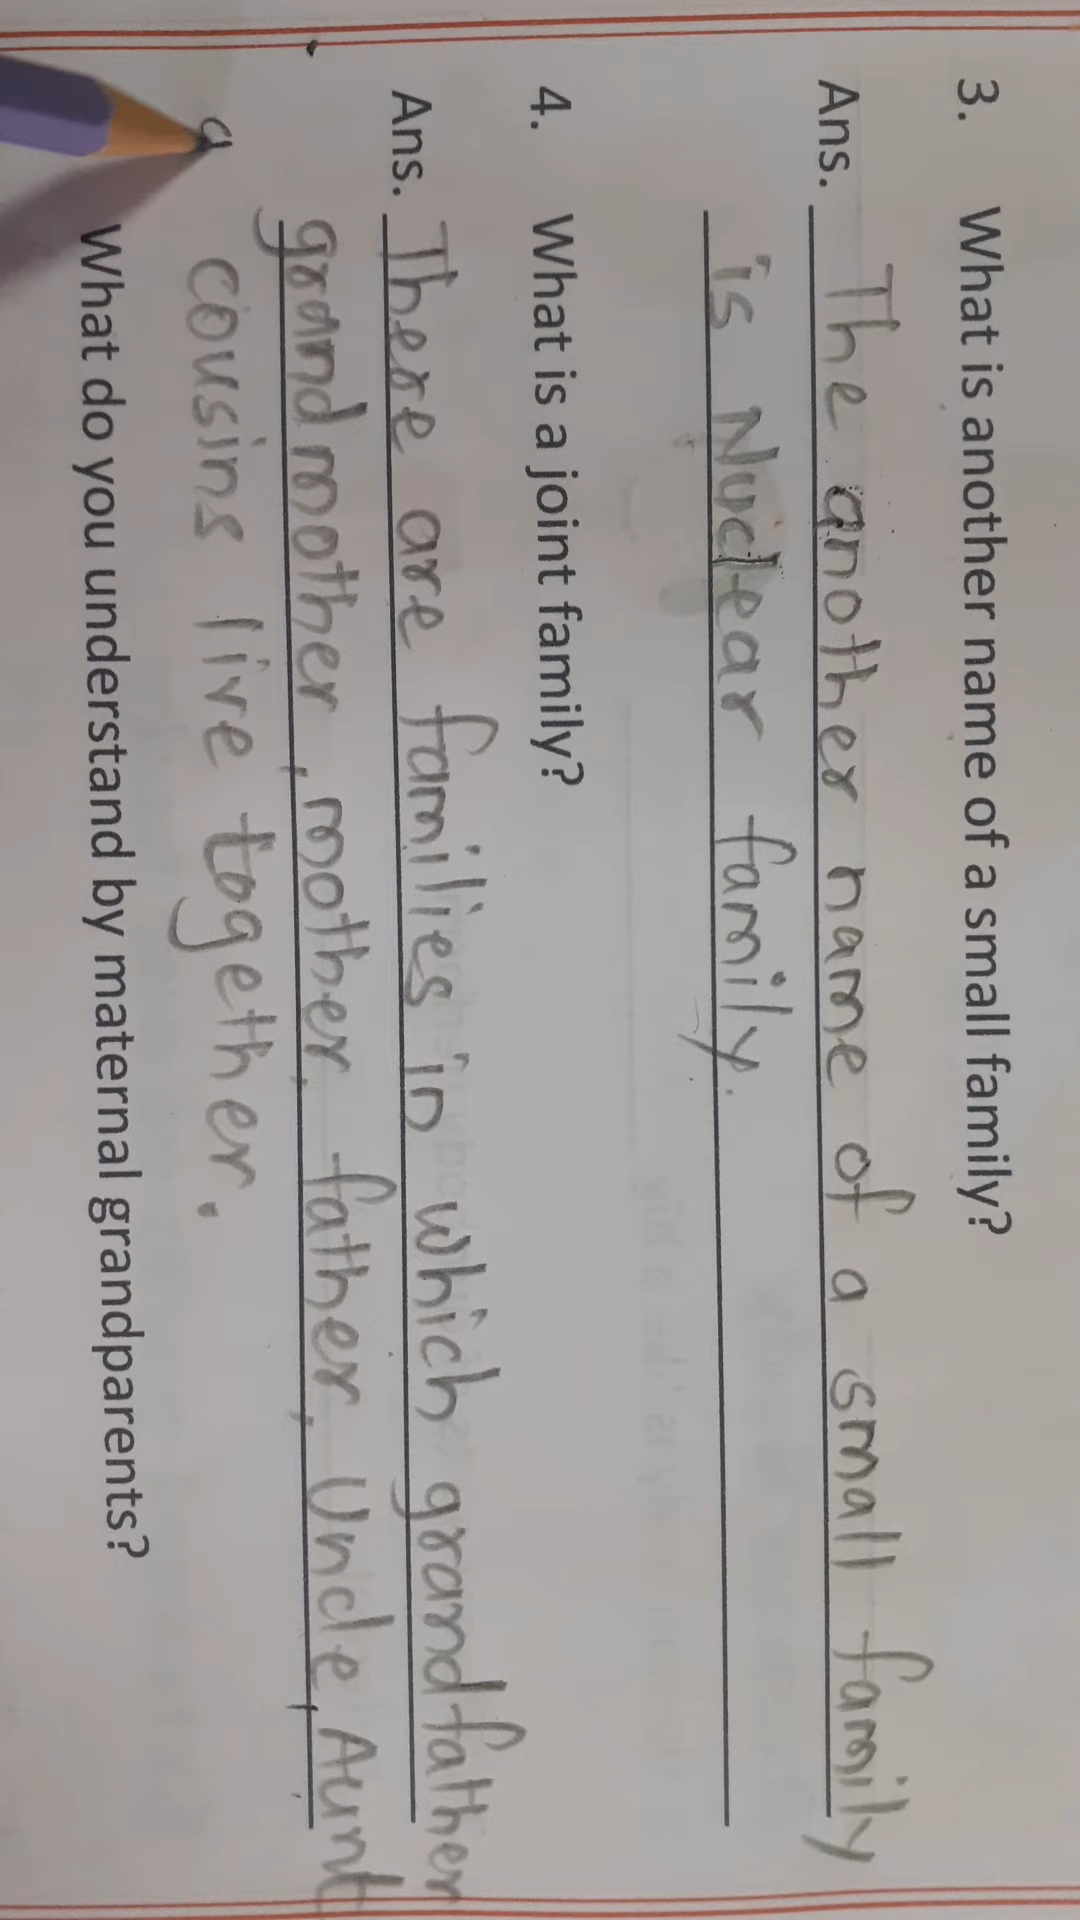 3. What is another name of a small family?
Ans. The another name of a small family
is Nuclear family.
4. What is a joint family?
Ans. There are families in which grandfather
grandmother, mother, father, Uncle, Aunt
a cousins live together.
What do you understand by maternal grandparents?